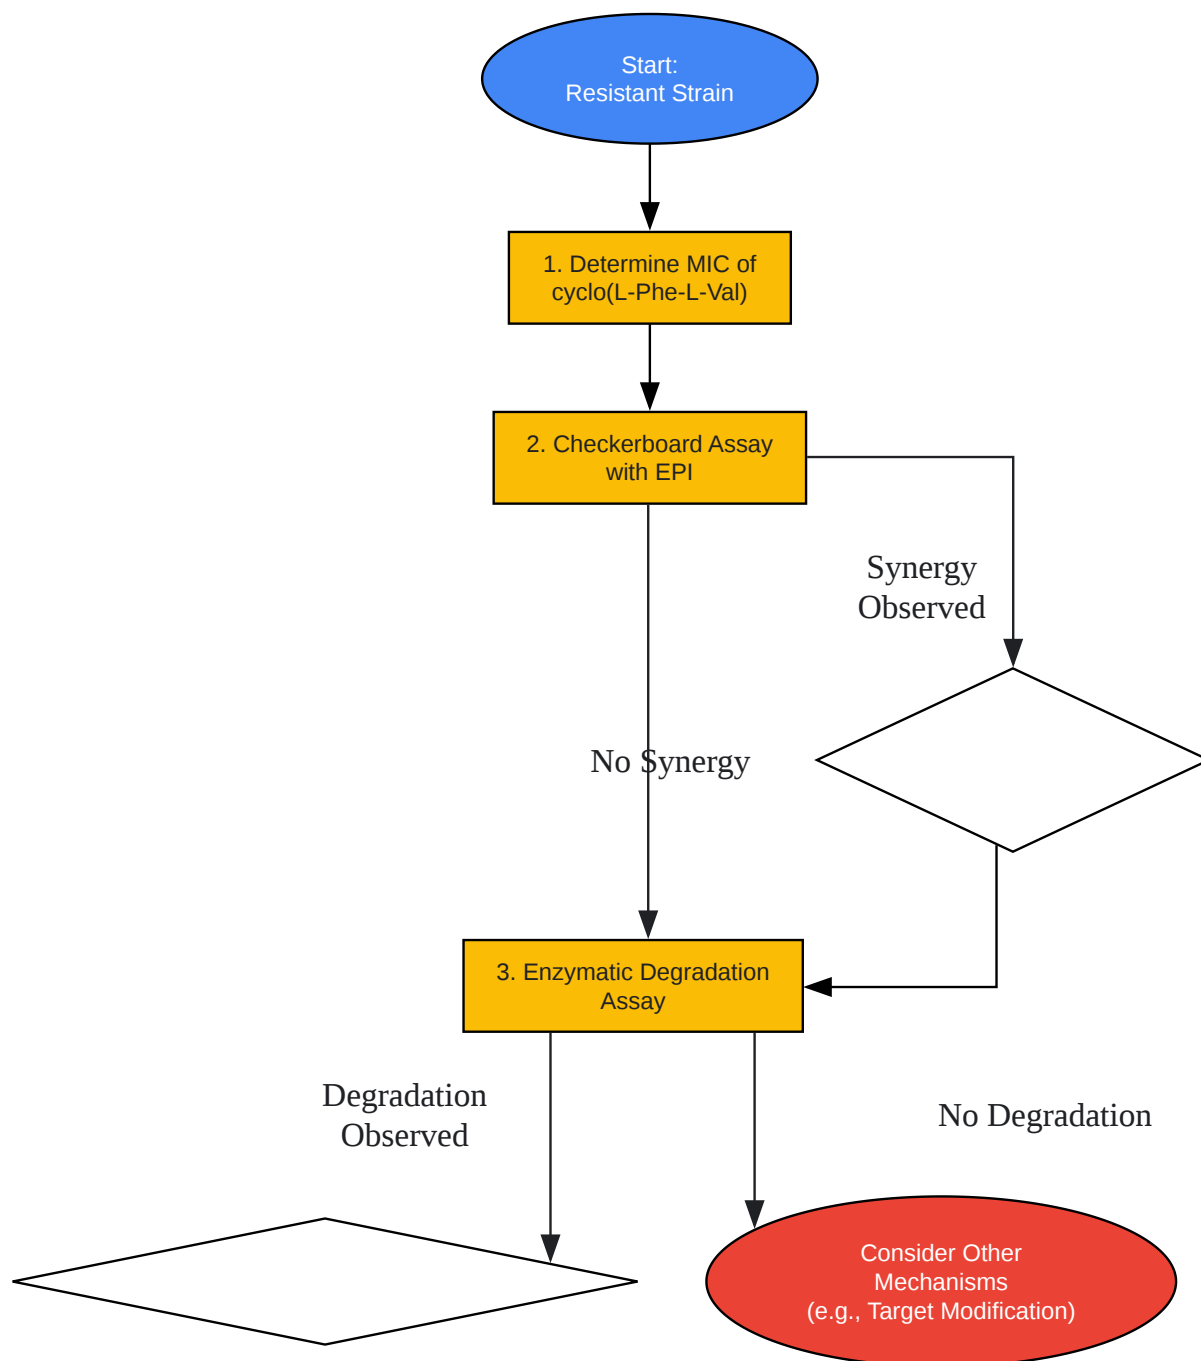 Start:
Resistant Strain
1. Determine MIC of
cyclo(L-Phe-L-Val)
2. Checkerboard Assay
with EPI
Synergy
Observed
No Synergy
3. Enzymatic Degradation
Assay
Degradation
Observed
No Degradation
Consider Other
Mechanisms
(e.g., Target Modification)